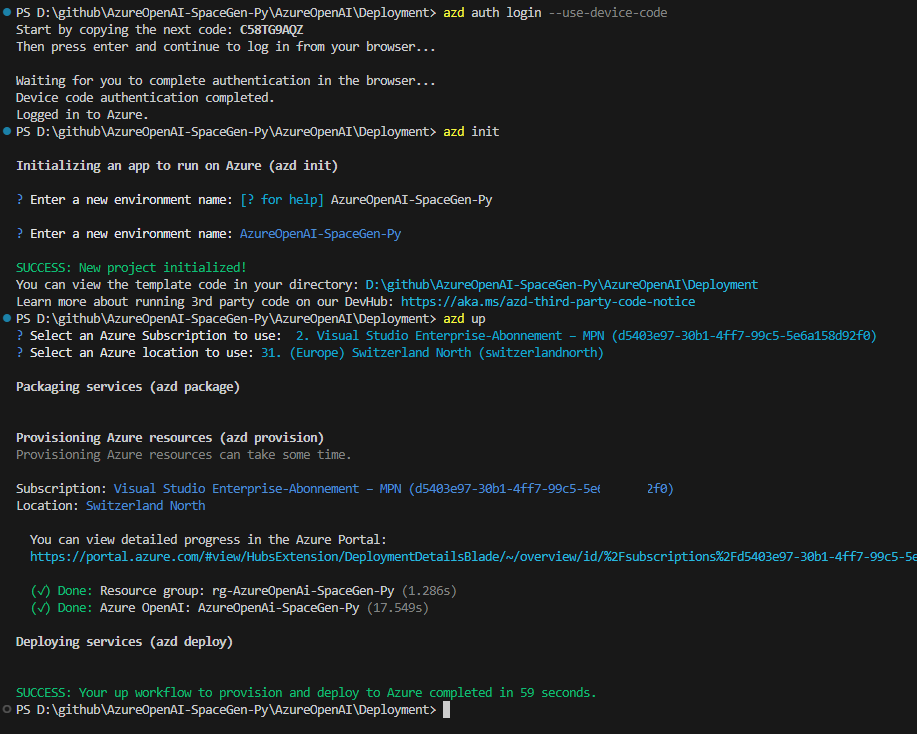 PS D:\github\AzureOpenAI-SpaceGen-Py\AzureOpenAI\Deployment> azd auth login --use-device-code
Start by copying the next code: C58TG9AQZ
Then press enter and continue to log in from your browser...
Waiting for you to complete authentication in the browser...
Device code authentication completed.
Logged in to Azure.
PS D:\github\AzureOpenAI-SpaceGen-Py\AzureOpenAI\Deployment> azd init
Initializing an app to run on Azure (azd init)
? Enter a new environment name: [? for help] AzureOpenAI-SpaceGen-Py
? Enter a new environment name: AzureOpenAI-SpaceGen-Py
SUCCESS: New project initialized!
You can view the template code in your directory: D:\github\AzureOpenAI-SpaceGen-Py\AzureOpenAI\Deployment
Learn more about running 3rd party code on our DevHub: https://aka.ms/azd-third-party-code-notice
PS D:\github\AzureOpenAI-SpaceGen-Py\AzureOpenAI\Deployment> azd up
? Select an Azure Subscription to use:  2. Visual Studio Enterprise-Abonnement – MPN (d5403e97-30b1-4ff7-99c5-5e6a158d92f0)
? Select an Azure location to use: 31. (Europe) Switzerland North (switzerlandnorth)
Packaging services (azd package)
Provisioning Azure resources (azd provision)
Provisioning Azure resources can take some time.
Subscription: Visual Studio Enterprise-Abonnement – MPN (d5403e97-30b1-4ff7-99c5-5e6 2f0)
Location: Switzerland North
You can view detailed progress in the Azure Portal:
https://portal.azure.com/#view/HubsExtension/DeploymentDetailsBlade/~/overview/id/%2Fsubscriptions%2Fd5403e97-30b1-4ff7-99c5-5e
(✓) Done: Resource group: rg-AzureOpenAi-SpaceGen-Py (1.286s)
(✓) Done: Azure OpenAI: AzureOpenAi-SpaceGen-Py (17.549s)
Deploying services (azd deploy)
SUCCESS: Your up workflow to provision and deploy to Azure completed in 59 seconds.
PS D:\github\AzureOpenAI-SpaceGen-Py\AzureOpenAI\Deployment>